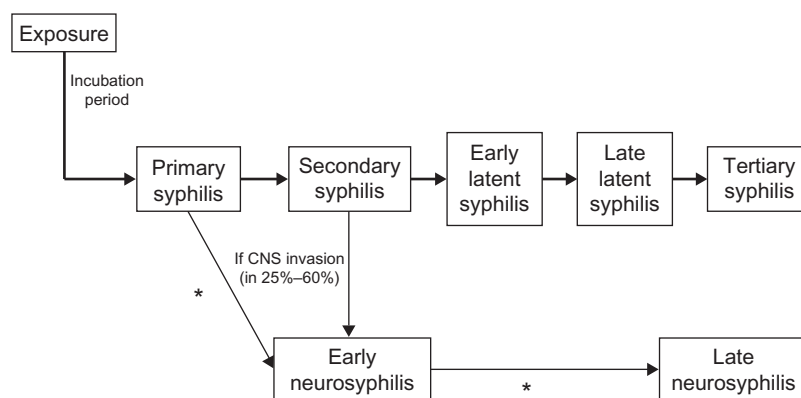 Exposure
Incubation
period
Primary
syphilis
Secondary
syphilis
Early
latent
syphilis
Late
latent
syphilis
Tertiary
syphilis
If CNS invasion
(in 25%–60%)
*
Early
neurosyphilis
*
Late
neurosyphilis